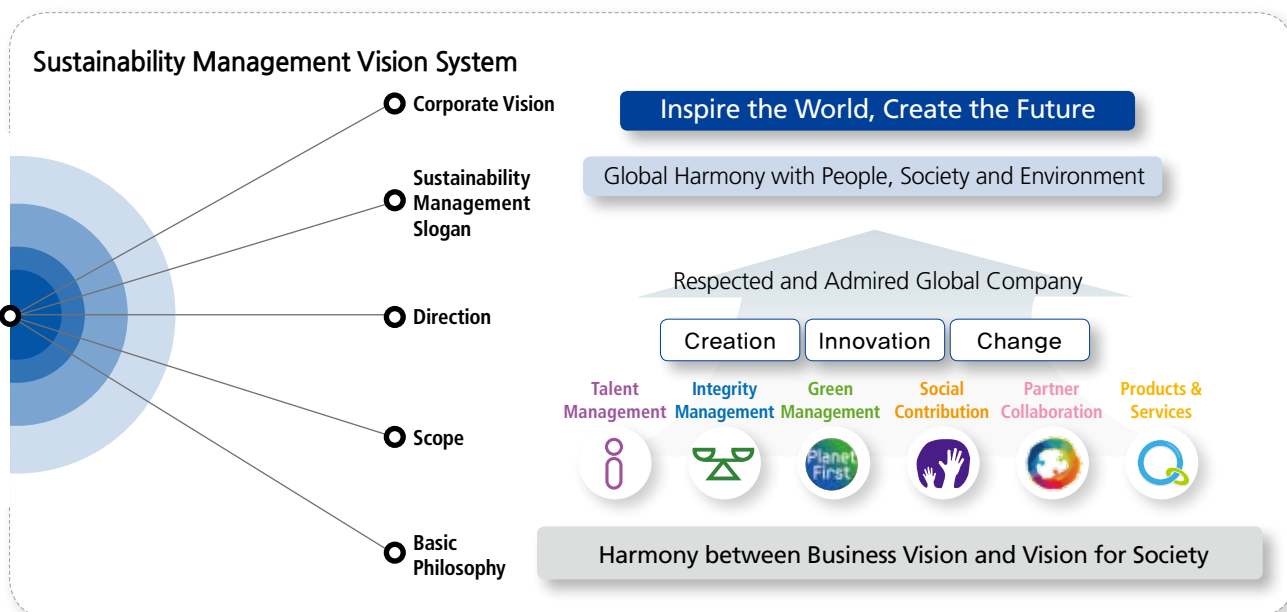 Sustainability Management Vision System
Corporate Vision
Inspire the World, Create the Future
Sustainability
Management
Slogan
Global Harmony with People, Society and Environment
Direction
Respected and Admired Global Company
Creation
Innovation
Change
Scope
Talent
Management
Integrity
Management
Green
Management
Social
Contribution
Partner
Collaboration
Products &
Services
Planet
First
Basic
Philosophy
Harmony between Business Vision and Vision for Society